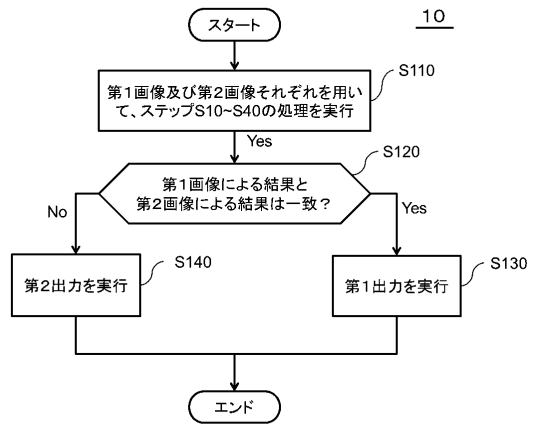 10
スタート
S110
第1画像及び第2画像それぞれを用い
て、ステップS10~S40の処理を実行
Yes
S120
第1画像による結果と
第2画像による結果は一致？
No
Yes
S140
第2出力を実行
S130
第1出力を実行
エンド